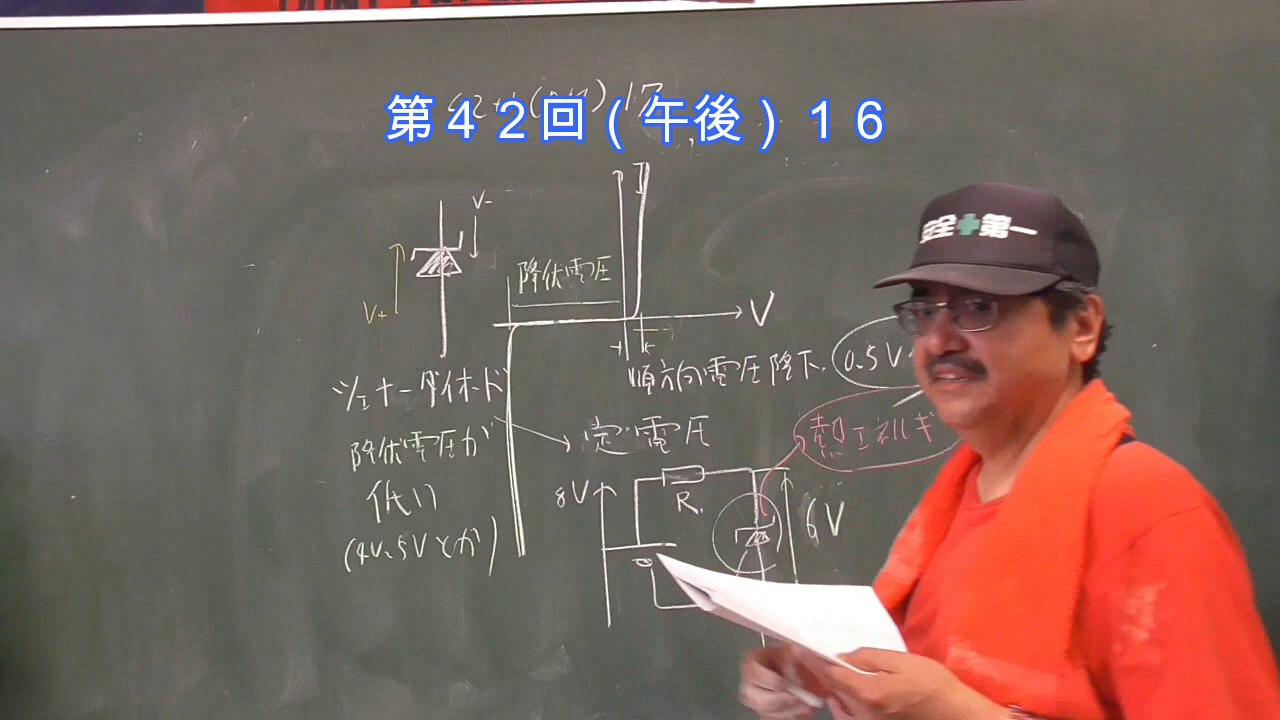 第４２回（午後）１６
安全✚第一
V-
V+
降伏電圧
I
V
順方向電圧降下
0.5V
ツェナーダイオード
降伏電圧が
低い
(4V、5Vとか)
定電圧
熱エネルギ
8V
R.
6V